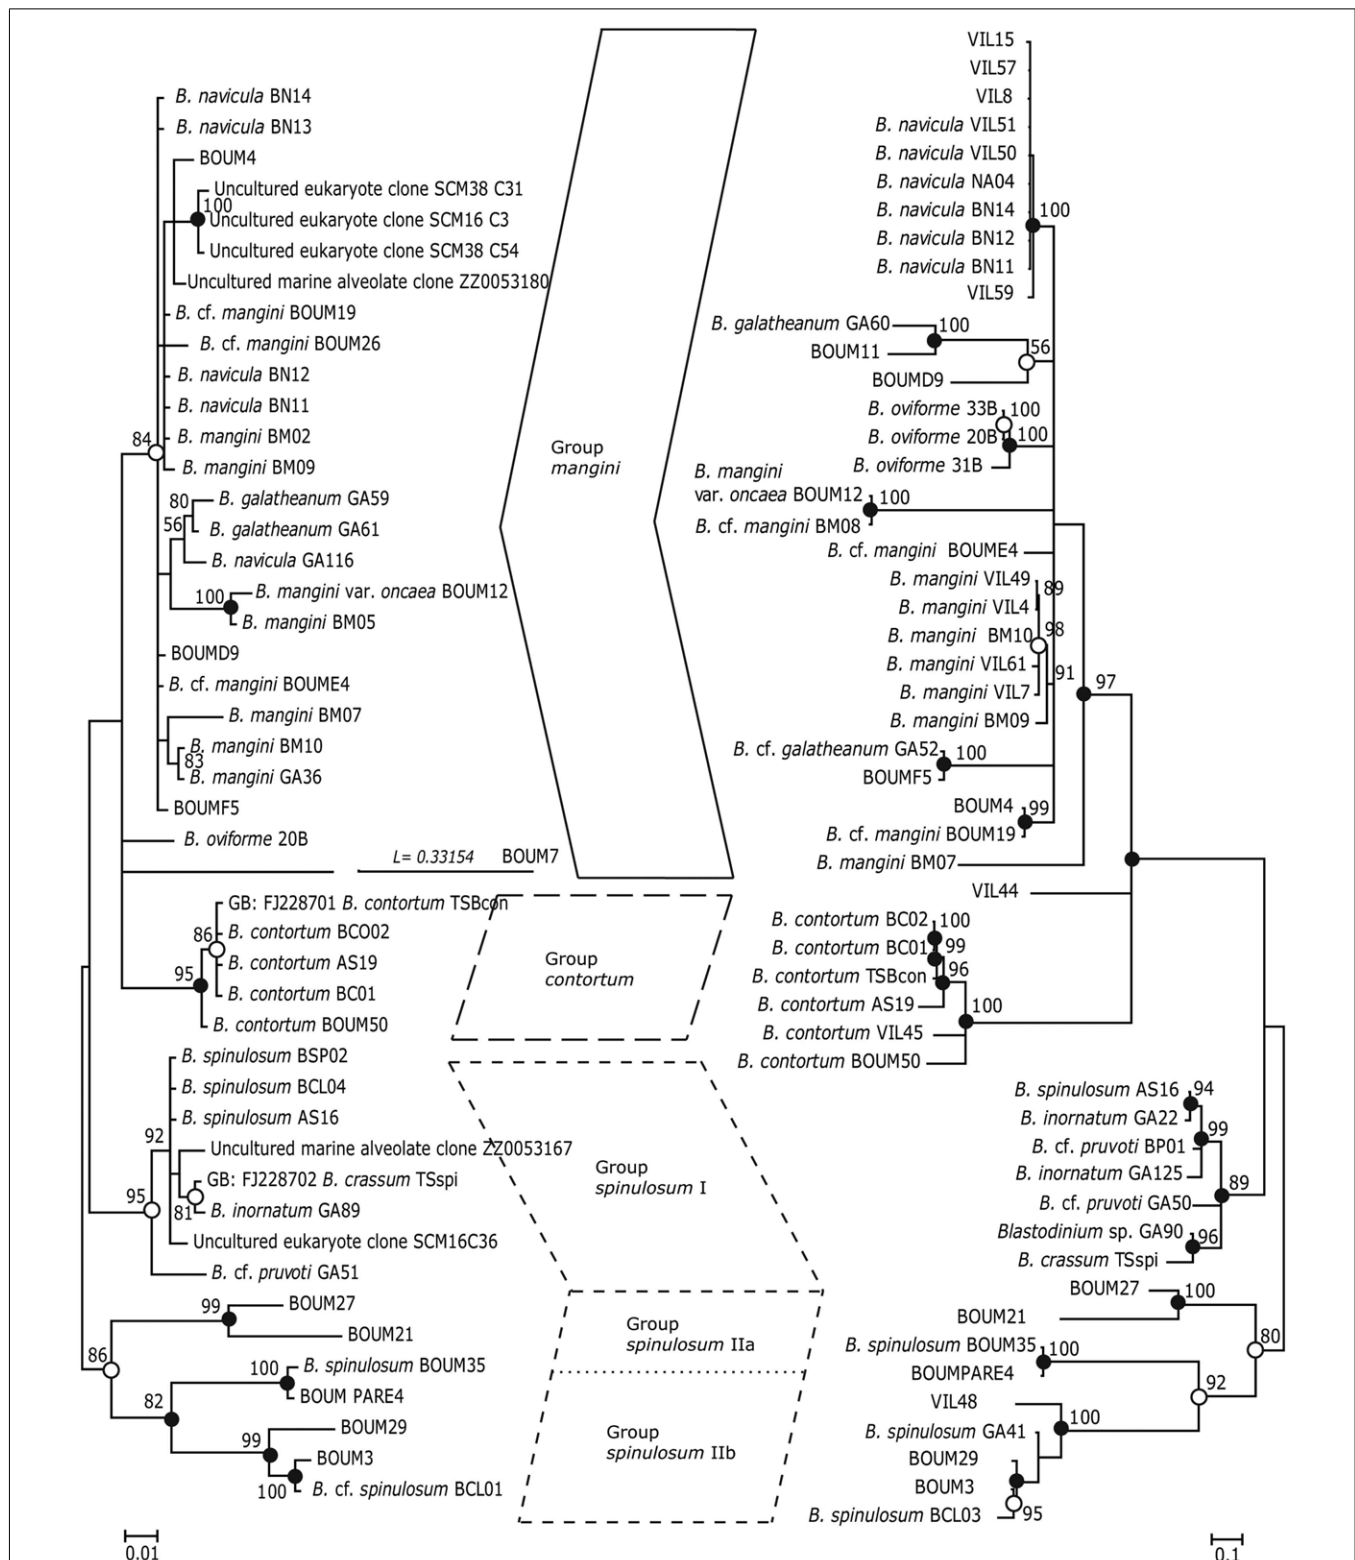 B. navicula BN14
B. navicula BN13
BOUM4
Uncultured eukaryote clone SCM38 C31
100
Uncultured eukaryote clone SCM16 C3
Uncultured eukaryote clone SCM38 C54
Uncultured marine alveolate clone ZZ0053180
B. cf. mangini BOUM19
B. cf. mangini BOUM26
B. navicula BN12
B. navicula BN11
B. mangini BM02
84
B. mangini BM09
80
B. galatheanum GA59
56
B. galatheanum GA61
B. navicula GA116
100
B. mangini var. oncaea BOUM12
B. mangini BM05
BOUMD9
B. cf. mangini BOUME4
B. mangini BM07
B. mangini BM10
83
B. mangini GA36
BOUMF5
B. oviforme 20B
L= 0.33154
BOUM7
GB: FJ228701 B. contortum TSBcon
86
B. contortum BCO02
B. contortum AS19
95
B. contortum BC01
B. contortum BOUM50
B. spinulosum BSP02
B. spinulosum BCL04
B. spinulosum AS16
92
Uncultured marine alveolate clone ZZ0053167
GB: FJ228702 B. crassum TSspi
95
81
B. inornatum GA89
Uncultured eukaryote clone SCM16C36
B. cf. pruvoti GA51
99
BOUM27
BOUM21
86
100
B. spinulosum BOUM35
BOUM PARE4
82
BOUM29
99
BOUM3
100
B. cf. spinulosum BCL01
0.01
Group
mangini
Group
contortum
Group
spinulosum I
Group
spinulosum IIa
Group
spinulosum IIb
VIL15
VIL57
VIL8
B. navicula VIL51
B. navicula VIL50
B. navicula NA04
B. navicula BN14
100
B. navicula BN12
B. navicula BN11
VIL59
B. galatheanum GA60
100
BOUM11
56
BOUMD9
B. oviforme 33B
100
B. oviforme 20B
100
B. oviforme 31B
B. mangini
var. oncaea BOUM12
100
B. cf. mangini BM08
B. cf. mangini BOUME4
B. mangini VIL49
89
B. mangini VIL4
B. mangini BM10
98
B. mangini VIL61
91
B. mangini VIL7
97
B. mangini BM09
B. cf. galatheanum GA52
100
BOUMF5
BOUM4
99
B. cf. mangini BOUM19
B. mangini BM07
VIL44
B. contortum BC02
100
B. contortum BC01
99
B. contortum TSBcon
96
B. contortum AS19
100
B. contortum VIL45
B. contortum BOUM50
B. spinulosum AS16
94
B. inornatum GA22
99
B. cf. pruvoti BP01
B. inornatum GA125
89
B. cf. pruvoti GA50
Blastodinium sp. GA90
96
B. crassum TSspi
BOUM27
100
BOUM21
80
B. spinulosum BOUM35
100
BOUMPARE4
92
VIL48
100
B. spinulosum GA41
BOUM29
BOUM3
95
B. spinulosum BCL03
0.1